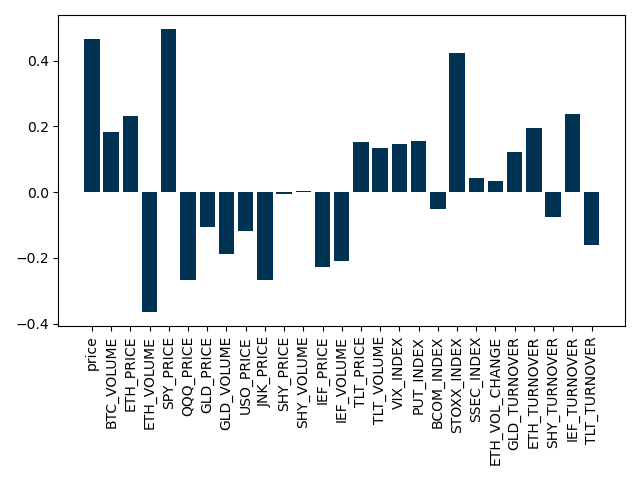 0.4
0.2
0.0
−0.2
−0.4
price
BTC_VOLUME
ETH_PRICE
ETH_VOLUME
SPY_PRICE
QQQ_PRICE
GLD_PRICE
GLD_VOLUME
USO_PRICE
JNK_PRICE
SHY_PRICE
SHY_VOLUME
IEF_PRICE
IEF_VOLUME
TLT_PRICE
TLT_VOLUME
VIX_INDEX
PUT_INDEX
BCOM_INDEX
STOXX_INDEX
SSEC_INDEX
ETH_VOL_CHANGE
GLD_TURNOVER
ETH_TURNOVER
SHY_TURNOVER
IEF_TURNOVER
TLT_TURNOVER